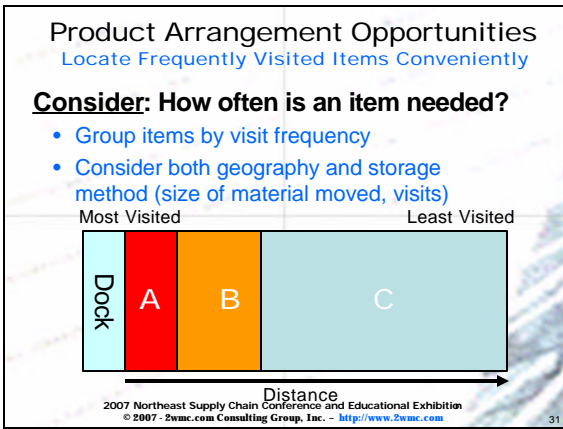 Product Arrangement Opportunities
Locate Frequently Visited Items Conveniently
Consider: How often is an item needed?
• Group items by visit frequency
• Consider both geography and storage
method (size of material moved, visits)
Most Visited
Least Visited
Dock
A
B
C
Distance
2007 Northeast Supply Chain Conference and Educational Exhibition
© 2007 - 2wmc.com Consulting Group, Inc. – http://www.2wmc.com
31